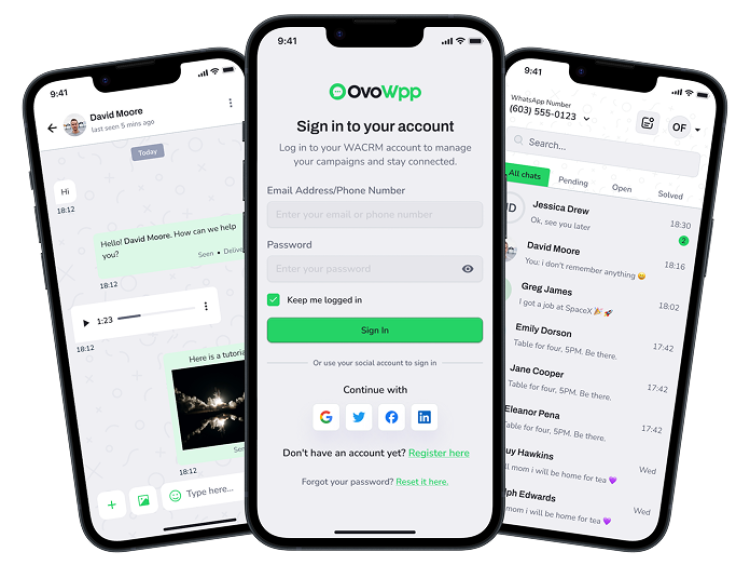 9:41
David Moore
last seen 5 mins ago
Today
Hi
18:12
Hello! David Moore. How can we help
you?
Seen •
18:12
1:23
18:12
Here is a
18:12
Type here...
9:41
OvoWpp
Sign in to your account
Log in to your WACRM account to manage
your campaigns and stay connected.
Email Address/Phone Number
Enter your email or phone number
Password
Enter your password
Keep me logged in
Sign In
Or use your social account to sign in
Continue with
G
in
Don't have an account yet? Register here
Forgot your password? Reset it here.
9:41
WhatsApp Number
(603) 555-0123
OF
Search...
All chats
Pending
Open
Solved
Jessica Drew
18:30
Ok, see you later
2
David Moore
18:16
You: i don't remember anything 😄
Greg James
18:02
I got a job at SpaceX 🎉 🚀
Emily Dorson
17:42
Table for four, 5PM. Be there.
Jane Cooper
17:42
Table for four, 5PM. Be there.
Eleanor Pena
17:42
Table for four, 5PM. Be there.
Hawkins
Wed
mom i will be home for tea 💜
Edwards
Wed
mom i will be home for tea 💜